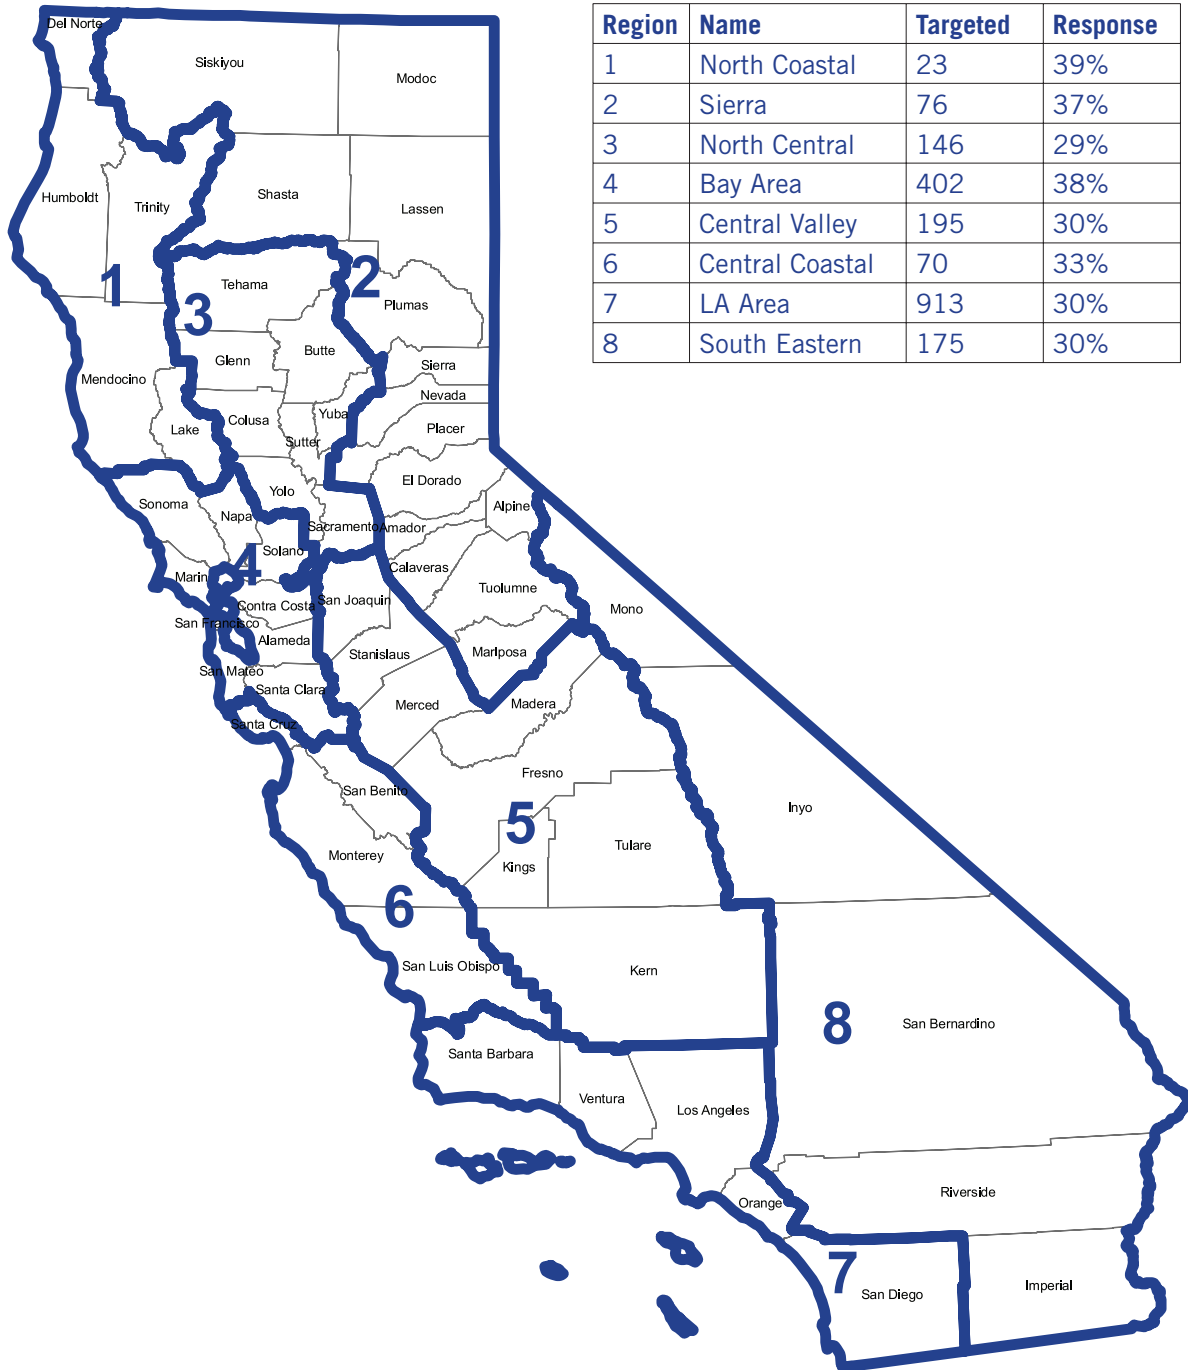 Region Name Targeted Response
1 North Coastal 23 39%
2 Sierra 76 37%
3 North Central 146 29%
4 Bay Area 402 38%
5 Central Valley 195 30%
6 Central Coastal 70 33%
7 LA Area 913 30%
8 South Eastern 175 30%
Del Norte
Siskiyou
Modoc
Humboldt
Trinity
Shasta
Lassen
1
2
3
Tehama
Plumas
Glenn
Butte
Sierra
Mendocino
Nevada
Lake
Colusa
Yuba
Sutter
Placer
El Dorado
Sonoma
Yolo
Napa
Alpine
Sacramento
Amador
Solano
4
Marin
Calaveras
Tuolumne
Contra Costa
San Joaquin
San Francisco
Mono
Alameda
Stanislaus
Mariposa
San Mateo
Santa Clara
Merced
Madera
Santa Cruz
Fresno
San Benito
5
Inyo
Tulare
Monterey
Kings
6
San Luis Obispo
Kern
8
San Bernardino
Santa Barbara
Ventura
Los Angeles
Orange
Riverside
7
San Diego
Imperial